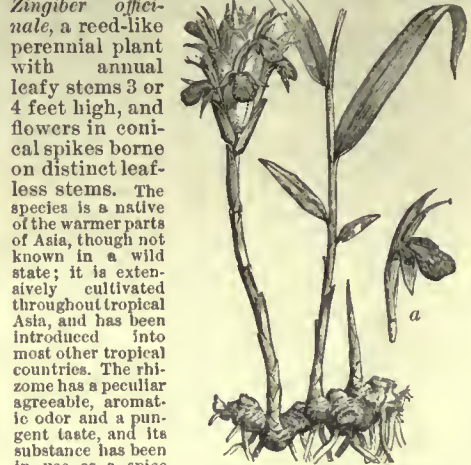 Zingiber offici-
nale, a reed-like
perennial plant
with annual
leafy stems 3 or
4 feet high, and
flowers in coni-
cal spikes borne
on distinct leaf-
less stems. The
species is a native
of the warmer parts
of Asia, though not
known in a wild
state; it is exten-
sively cultivated
throughout tropical
Asia, and has been
introduced into
most other tropical
countries. The rhi-
zome has a peculiar
agreeable, aromat-
ic odor and a pun-
gent taste, and its
substance has been
in use as a spice
a